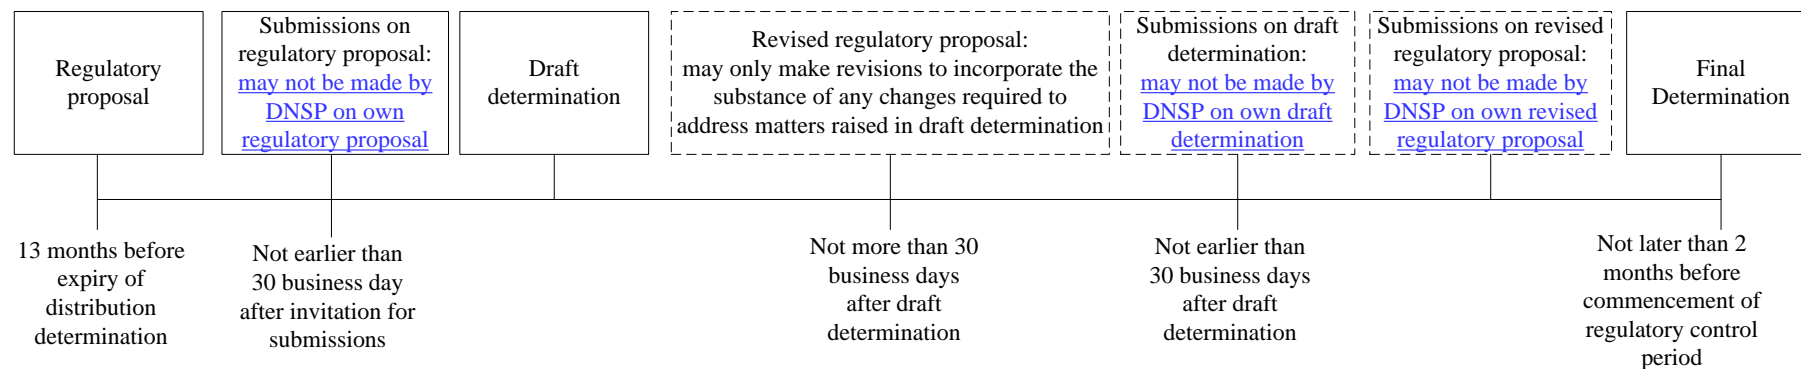 Regulatory
proposal
Submissions on
regulatory proposal:
may not be made by
DNSP on own
regulatory proposal
Draft
determination
Revised regulatory proposal:
may only make revisions to incorporate the
substance of any changes required to
address matters raised in draft determination
Submissions on draft
determination:
may not be made by
DNSP on own draft
determination
Submissions on revised
regulatory proposal:
may not be made by
DNSP on own revised
regulatory proposal
Final
Determination
13 months before
expiry of
distribution
determination
Not earlier than
30 business day
after invitation for
submissions
Not more than 30
business days
after draft
determination
Not earlier than
30 business days
after draft
determination
Not later than 2
months before
commencement of
regulatory control
period